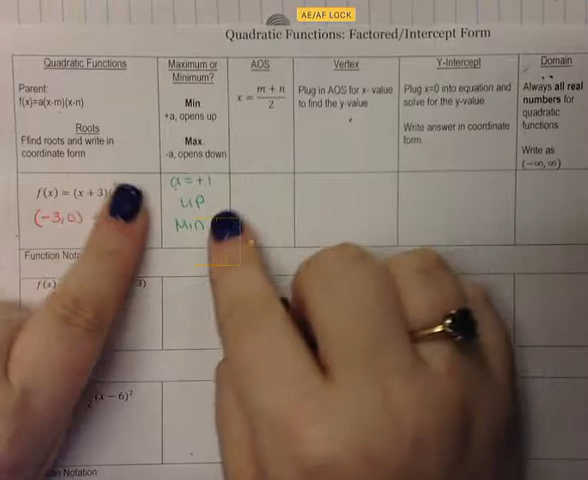 AE/AF LOCK
Quadratic Functions: Factored/Intercept Form
Quadratic Functions
Parent:
f(x)=a(x-m)(x-n)
Roots
Ffind roots and write in
coordinate form
Maximum or
Minimum?
Min
+a, opens up
Max
-a, opens down
AOS
x = m + n / 2
Vertex
Plug in AOS for x- value
to find the y-value
Y-Intercept
Plug x=0 into equation and
solve for the y-value.
Write answer in coordinate
form.
Domain
Always all real
numbers for
quadratic
functions
Write as
(-∞, ∞)
f(x) = (x + 3)
(-3,0)
a = +1
UP
Min
Function
f(x)
3)
(x − 6)²
Notation